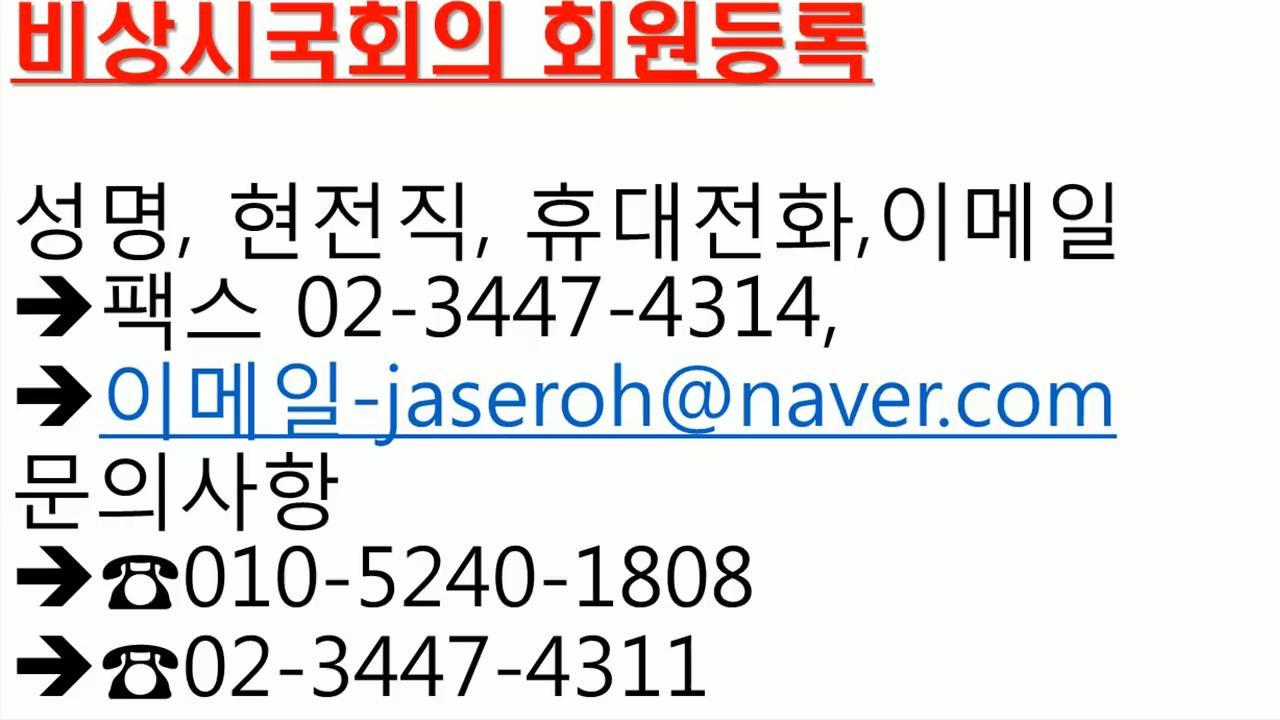 비상시국회의 회원등록
성명, 현전직, 휴대전화,이메일
➔팩스 02-3447-4314,
➔이메일-jaseroh@naver.com
문의사항
➔☎010-5240-1808
➔☎02-3447-4311